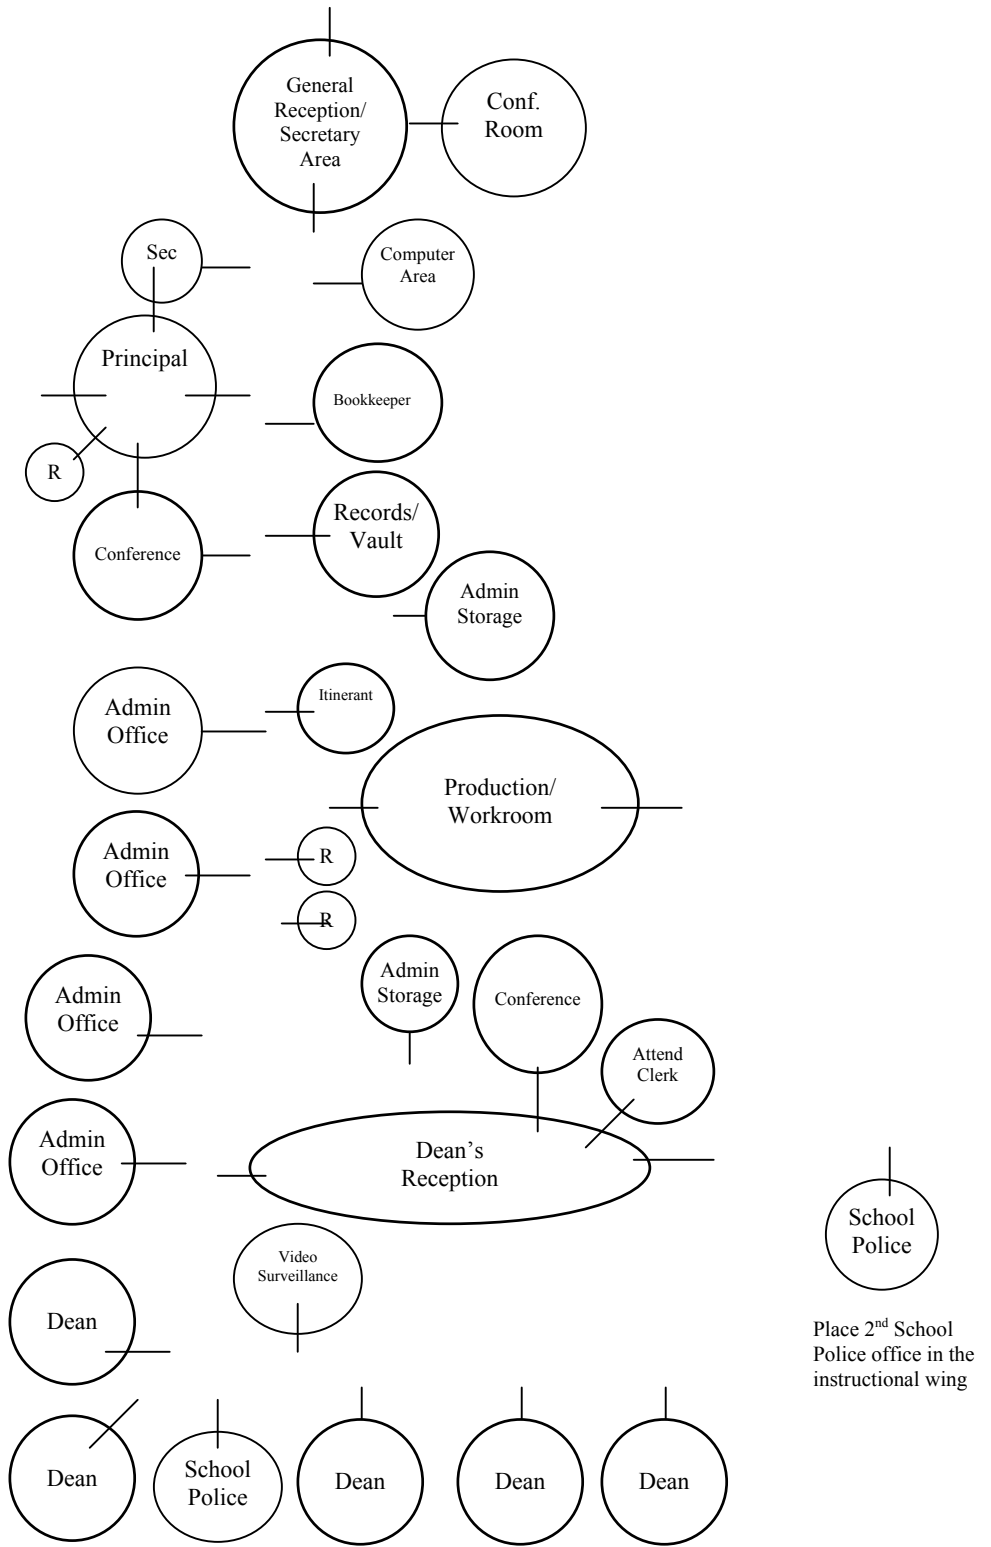 General
Reception/
Secretary
Area
Conf.
Room
Sec
Computer
Area
Principal
Bookkeeper
R
Records/
Vault
Conference
Admin
Storage
Admin
Office
Itinerant
Production/
Workroom
Admin
Office
R
R
Admin
Storage
Conference
Admin
Office
Attend
Clerk
Admin
Office
Dean’s
Reception
School
Police
Video
Surveillance
Dean
Place 2nd School
Police office in the
instructional wing
Dean
School
Police
Dean
Dean
Dean